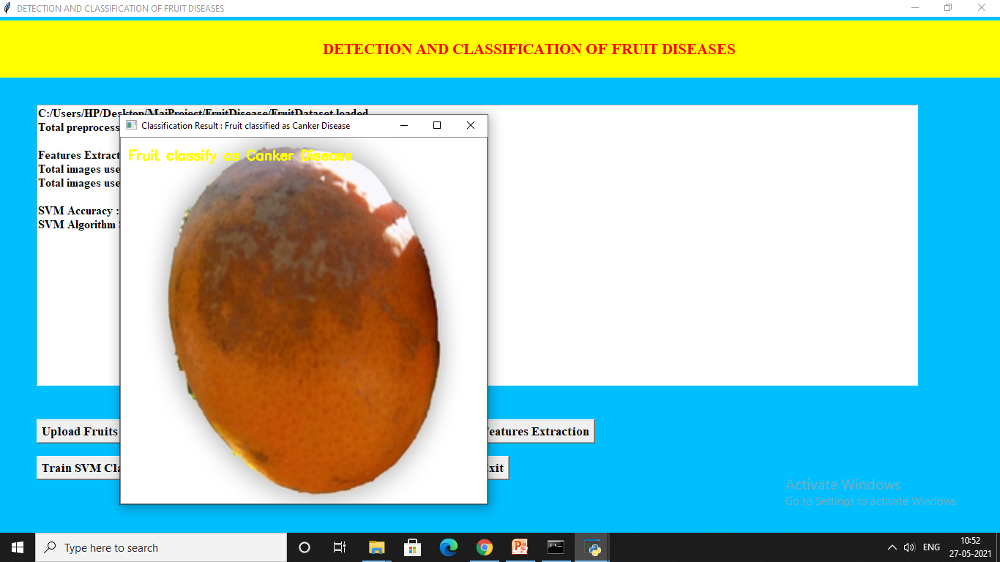 DETECTION AND CLASSIFICATION OF FRUIT DISEASES
DETECTION AND CLASSIFICATION OF FRUIT DISEASES
C:/Users/HP/Desktop/MajProject/FruitDisease/FruitDataset loaded
Total preprocess
Classification Result : Fruit classified as Canker Disease
Fruit classify as Canker Disease
Features Extract
Total images use
Total images use
SVM Accuracy :
SVM Algorithm
Upload Fruits
Features Extraction
Train SVM Cla
Exit
Activate Windows
Go to Settings to activate Windows.
Type here to search
ENG
10:52
27-05-2021